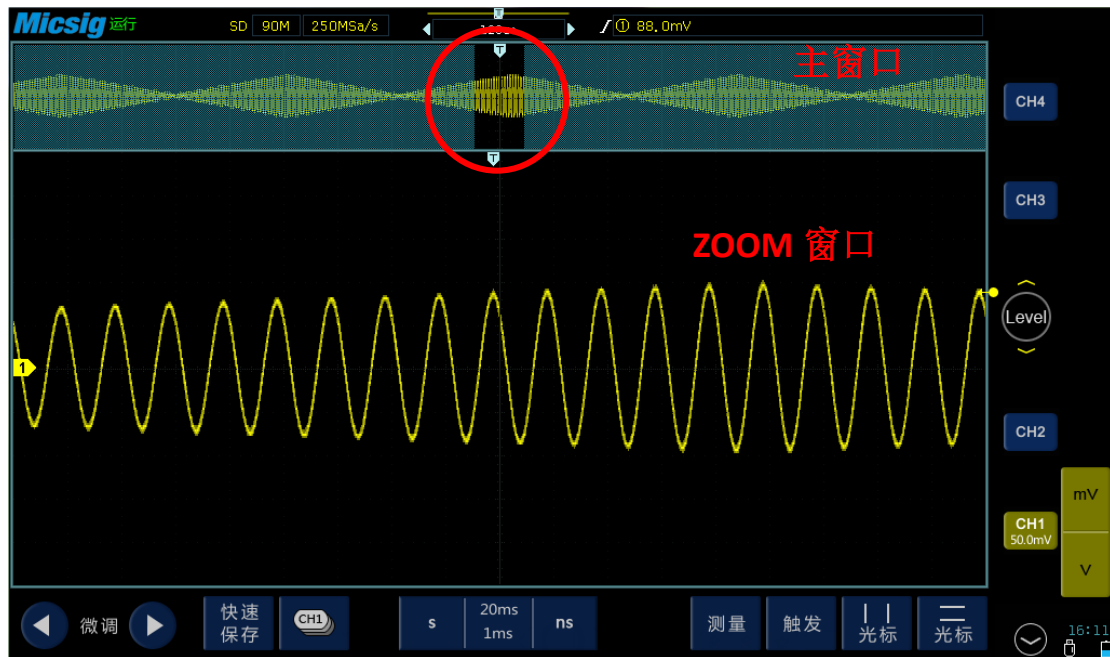 Micsig 运行 SD 90M 250MSa/s ① 88.0mV
T
T
主窗口
CH4
T
CH3
ZOOM 窗口
Level
1
CH2
mV
CH1
50.0mV
V
微调
快速
保存
CH1
s
20ms
1ms
ns
测量
触发
光标
光标
16:11